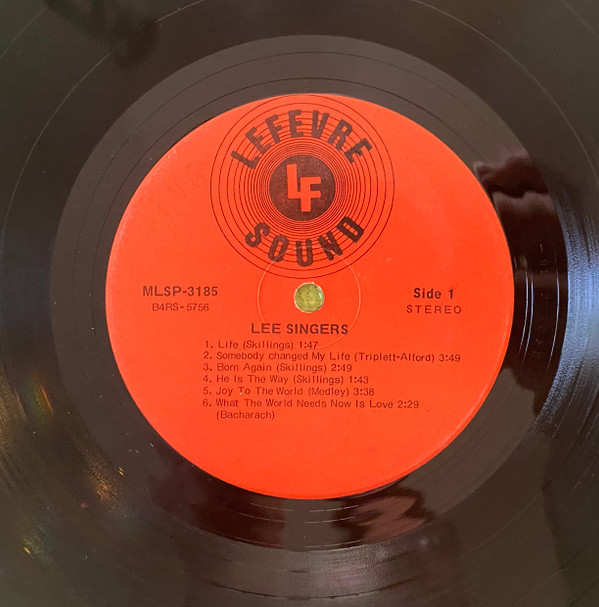 LEFEVRE
LF
SOUND
MLSP-3185
B4RS-5756
Side 1
STEREO
LEE SINGERS
1. Life (Skillings) 1:47
2. Somebody changed My Life (Triplett-Alford) 3:49
3. Born Again (Skillings) 2:49
4. He Is The Way (Skillings) 1:43
5. Joy To The World (Medley) 3:38
6. What The World Needs Now Is Love 2:29
(Bacharach)